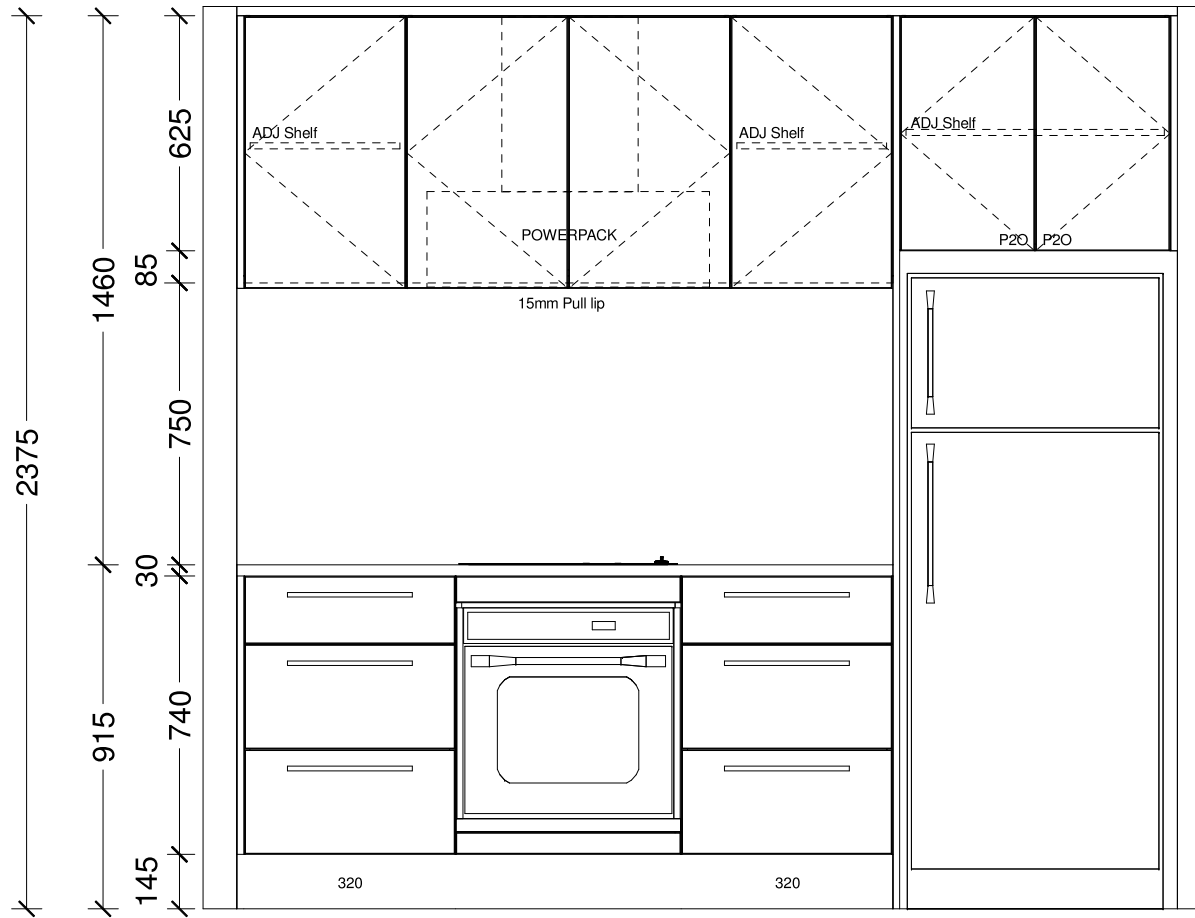 ADJ Shelf
ADJ Shelf
ADJ Shelf
POWERPACK
P2O
P2O
15mm Pull lip
625
85
1460
750
2375
30
740
915
145
320
320